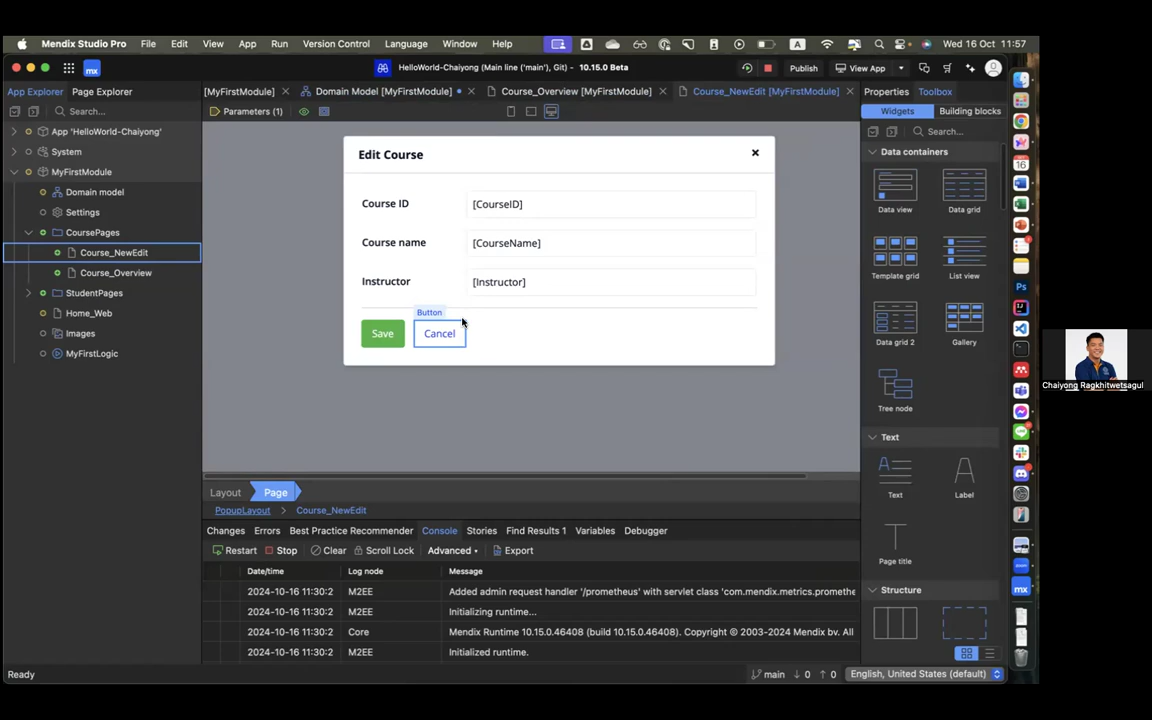 Mendix Studio Pro File Edit View App Run Version Control Language Window Help A Wed 16 Oct 11:57
mx HelloWorld-Chaiyong (Main line ('main'), Git) - 10.15.0 Beta Publish View App
App Explorer Page Explorer [MyFirstModule] Domain Model [MyFirstModule] Course_Overview [MyFirstModule] Course_NewEdit [MyFirstModule] Properties Toolbox
Search... Parameters (1) Widgets Building blocks
App 'HelloWorld-Chaiyong' Search...
System Data containers
MyFirstModule
Domain model
Settings
CoursePages
Course_NewEdit
Course_Overview
StudentPages
Home_Web
Images
MyFirstLogic
Edit Course
Course ID [CourseID]
Course name [CourseName]
Instructor [Instructor]
Button
Save Cancel
Data view Data grid
Template grid List view
Data grid 2 Gallery
Tree node
Text
Text Label
Page title
Structure
Layout Page
PopupLayout > Course_NewEdit
Changes Errors Best Practice Recommender Console Stories Find Results 1 Variables Debugger
Restart Stop Clear Scroll Lock Advanced Export
Date/time Log node Message
2024-10-16 11:30:2 M2EE Added admin request handler '/prometheus' with servlet class 'com.mendix.metrics.promethe
2024-10-16 11:30:2 M2EE Initializing runtime...
2024-10-16 11:30:2 Core Mendix Runtime 10.15.0.46408 (build 10.15.0.46408). Copyright © 2003-2024 Mendix bv. All
2024-10-16 11:30:2 M2EE Initialized runtime.
Ready main 0 0 English, United States (default)
16
Ps
mx
Chaiyong Ragkhitwetsagul